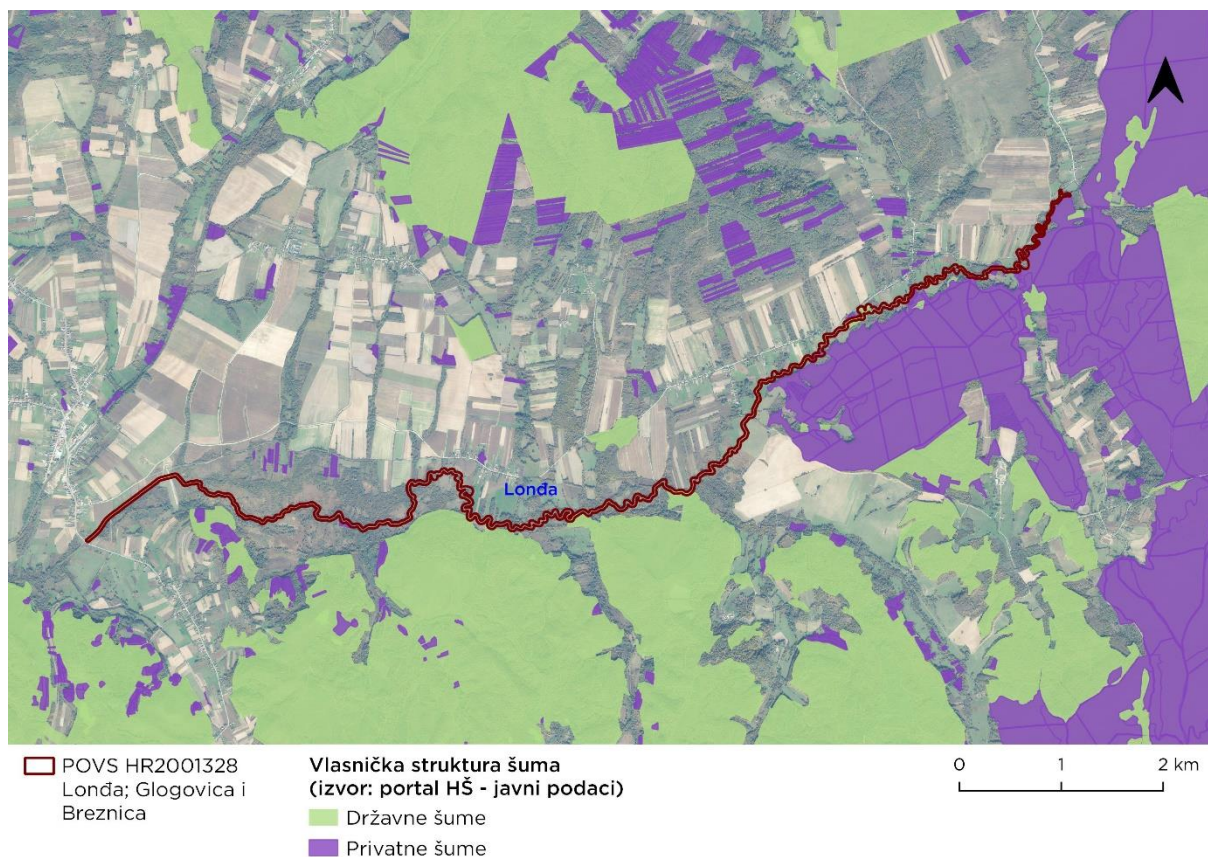 Lonđa
POVS HR2001328
Lonđa; Glogovica i
Breznica
Vlasnička struktura šuma
(izvor: portal HŠ - javni podaci)
Državne šume
Privatne šume
0 1 2 km